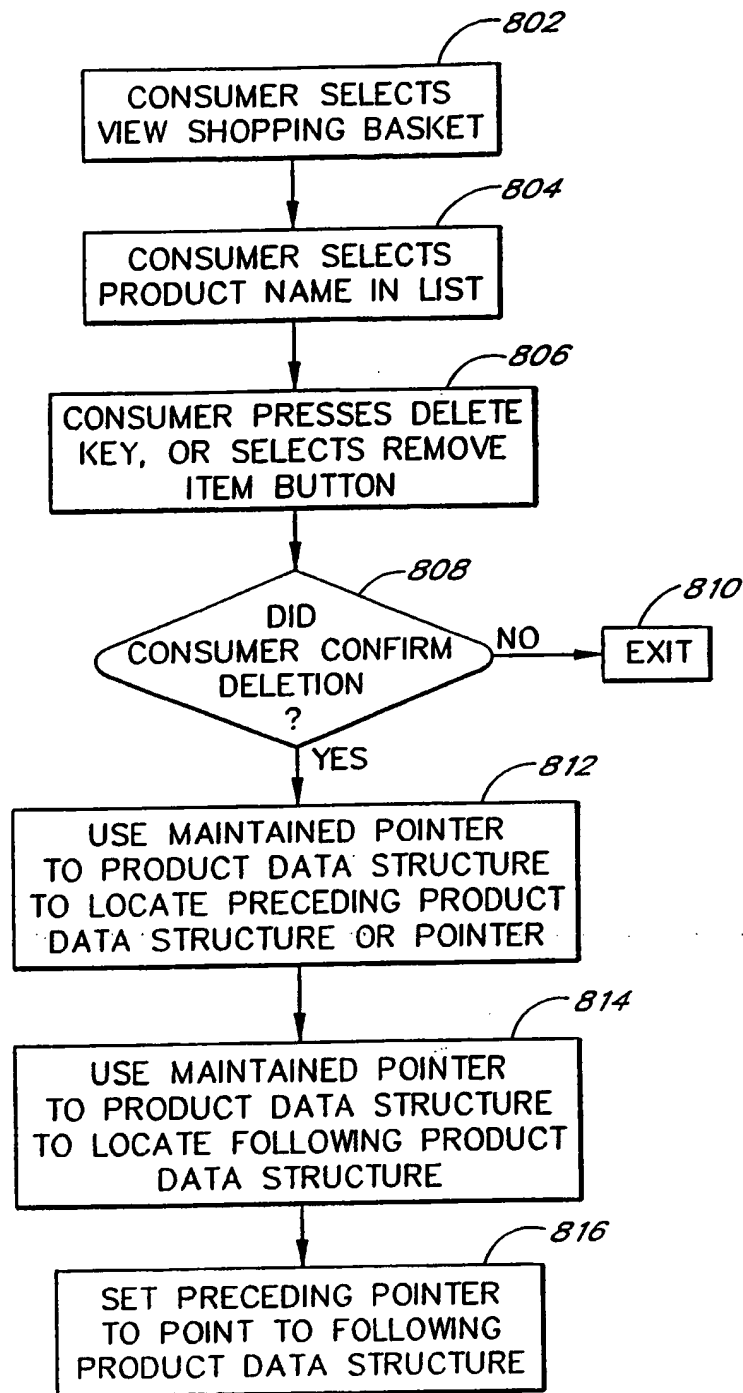 802
CONSUMER SELECTS
VIEW SHOPPING BASKET
804
CONSUMER SELECTS
PRODUCT NAME IN LIST
806
CONSUMER PRESSES DELETE
KEY, OR SELECTS REMOVE
ITEM BUTTON
808
DID
CONSUMER CONFIRM
DELETION
?
NO
810
EXIT
YES
812
USE MAINTAINED POINTER
TO PRODUCT DATA STRUCTURE
TO LOCATE PRECEDING PRODUCT
DATA STRUCTURE OR POINTER
814
USE MAINTAINED POINTER
TO PRODUCT DATA STRUCTURE
TO LOCATE FOLLOWING PRODUCT
DATA STRUCTURE
816
SET PRECEDING POINTER
TO POINT TO FOLLOWING
PRODUCT DATA STRUCTURE